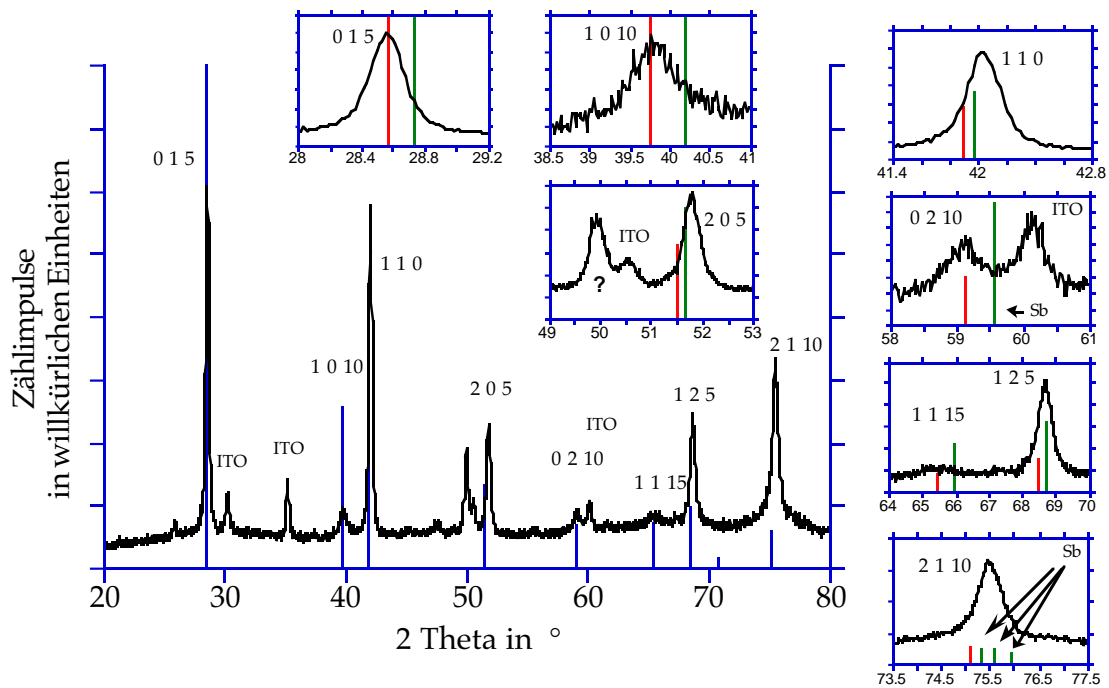 0 1 5
28 28.4 28.8 29.2
1 0 10
38.5 39 39.5 40 40.5 41
1 1 0
41.4 42 42.8
2 0 5
ITO
?
49 50 51 52 53
0 2 10
ITO
Sb
58 59 60 61
1 2 5
1 1 15
64 65 66 67 68 69 70
2 1 10
Sb
73.5 74.5 75.5 76.5 77.5
Zählimpulse
in willkürlichen Einheiten
0 1 5
ITO
ITO
1 0 10
1 1 0
2 0 5
ITO
0 2 10
1 1 15
1 2 5
2 1 10
20 30 40 50 60 70 80
2 Theta in °